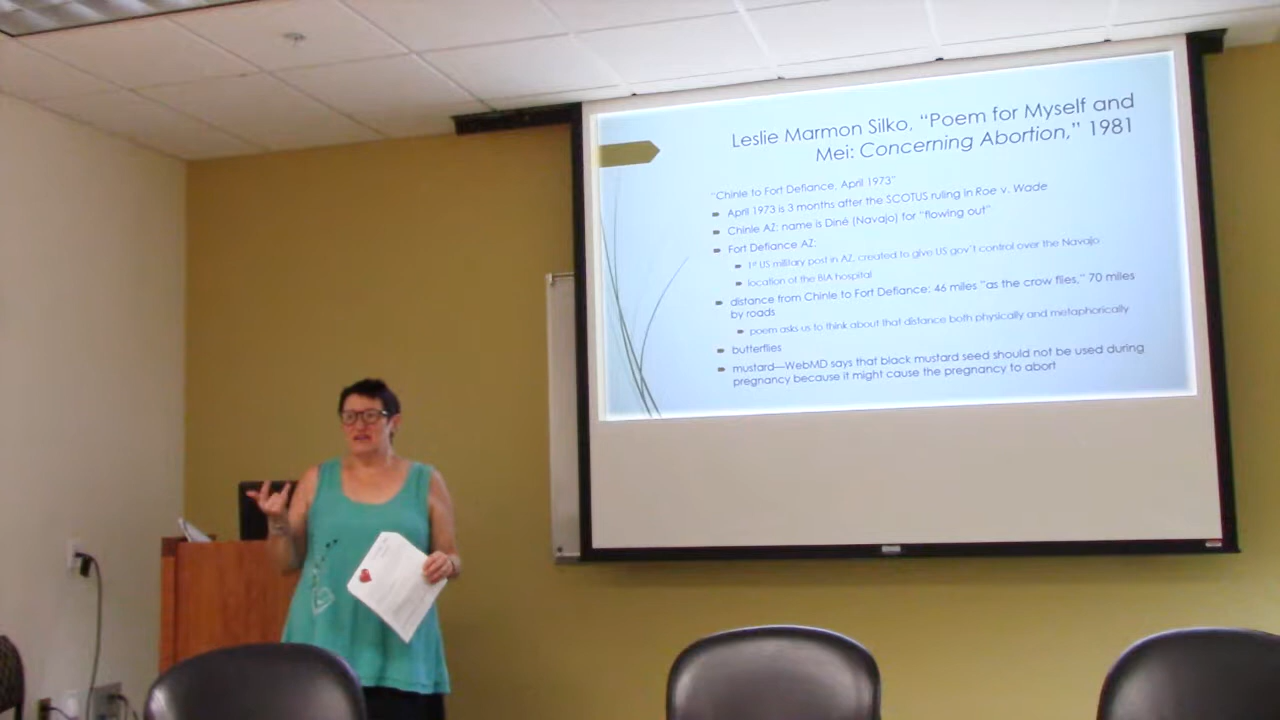 Leslie Marmon Silko, “Poem for Myself and
Mei: Concerning Abortion,” 1981
“Chinle to Fort Defiance, April 1973”
April 1973 is 3 months after the SCOTUS ruling in Roe v. Wade
Chinle AZ: name is Diné (Navajo) for “flowing out”
Fort Defiance AZ:
1st US military post in AZ, created to give US gov’t control over the Navajo
location of the BIA hospital
distance from Chinle to Fort Defiance: 46 miles “as the crow flies,” 70 miles
by roads
poem asks us to think about that distance both physically and metaphorically
butterflies
mustard—WebMD says that black mustard seed should not be used during
pregnancy because it might cause the pregnancy to abort